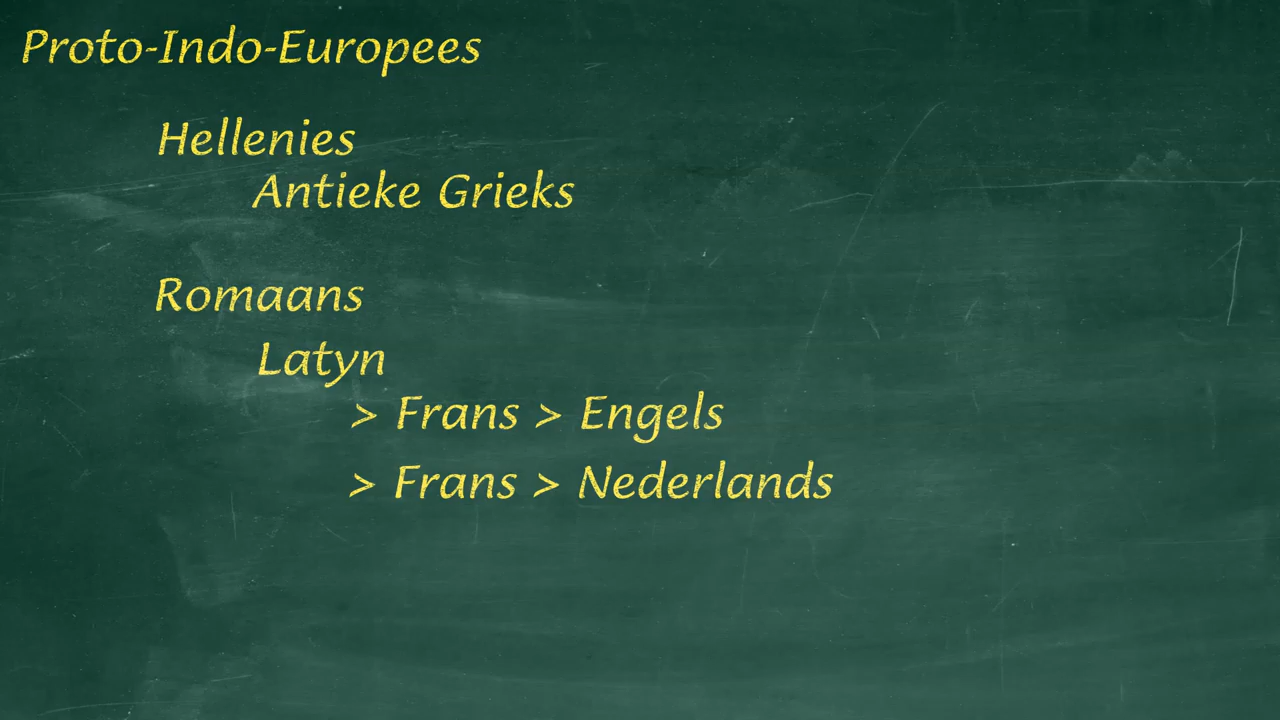 Proto-Indo-Europees
Hellenies
Antieke Grieks
Romaans
Latyn
> Frans > Engels
> Frans > Nederlands